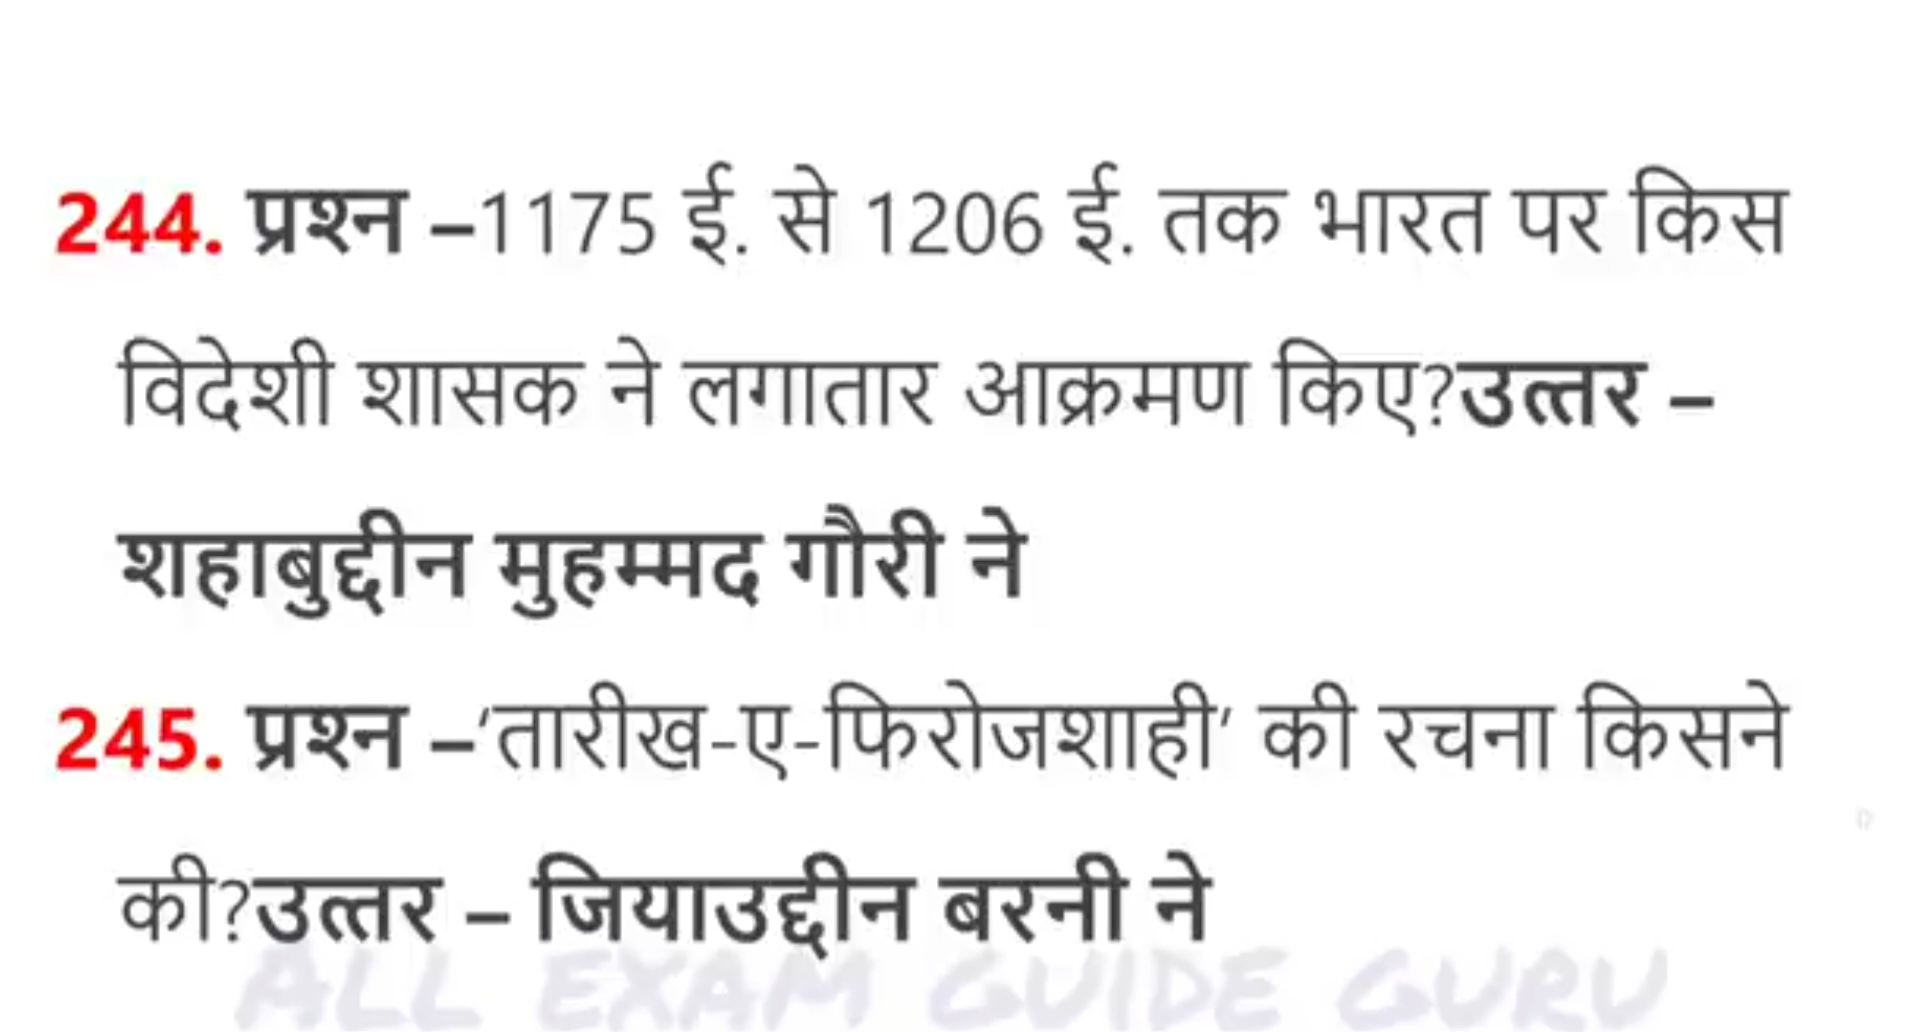 244. प्रश्न –1175 ई. से 1206 ई. तक भारत पर किस
विदेशी शासक ने लगातार आक्रमण किए?उत्तर –
शहाबुद्दीन मुहम्मद गौरी ने
245. प्रश्न –‘तारीख-ए-फिरोजशाही’ की रचना किसने
की?उत्तर – जियाउद्दीन बरनी ने
ALL EXAM GUIDE GURU